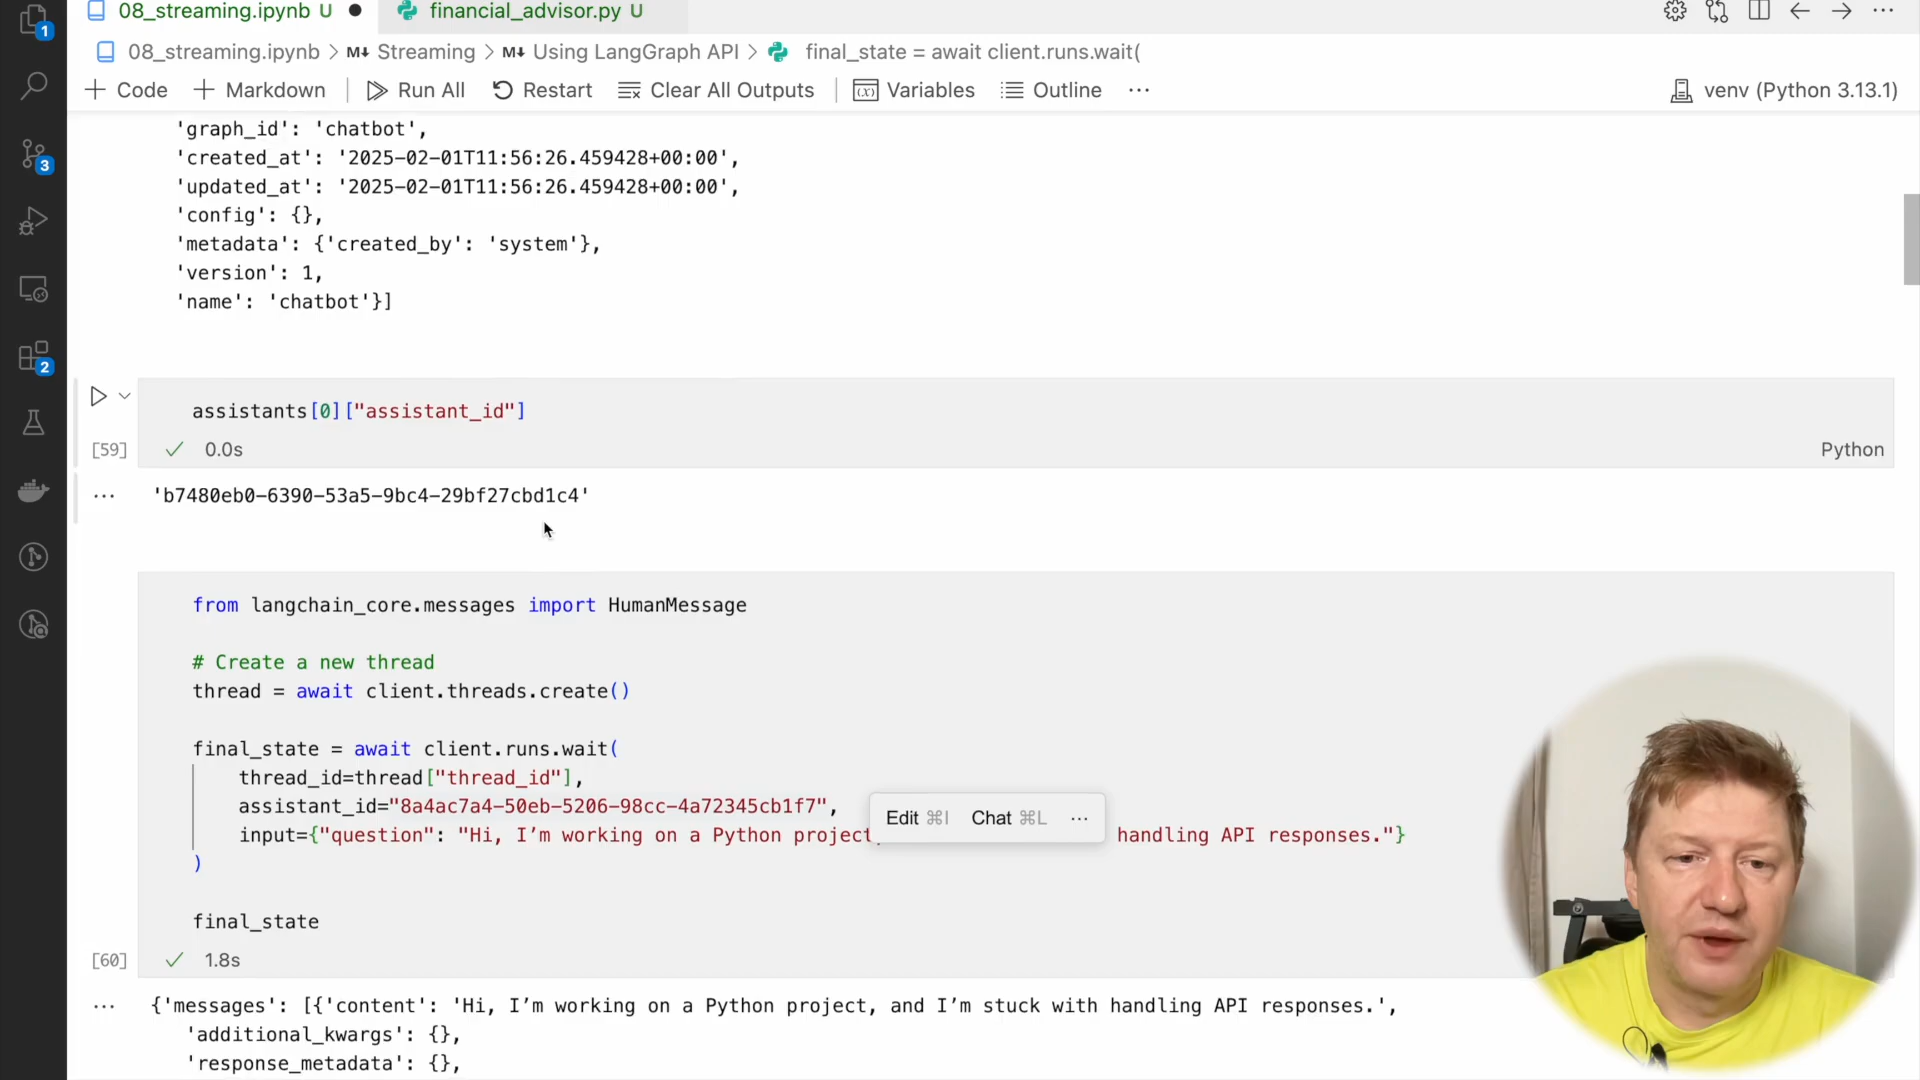 08_streaming.ipynb U
financial_advisor.py U
08_streaming.ipynb > M↓ Streaming > M↓ Using LangGraph API > final_state = await client.runs.wait(
+ Code + Markdown Run All Restart Clear All Outputs Variables Outline ...
venv (Python 3.13.1)
1
3
2
'graph_id': 'chatbot',
'created_at': '2025-02-01T11:56:26.459428+00:00',
'updated_at': '2025-02-01T11:56:26.459428+00:00',
'config': {},
'metadata': {'created_by': 'system'},
'version': 1,
'name': 'chatbot'}]
assistants[0]["assistant_id"]
[59] 0.0s Python
... 'b7480eb0-6390-53a5-9bc4-29bf27cbd1c4'
from langchain_core.messages import HumanMessage
# Create a new thread
thread = await client.threads.create()
final_state = await client.runs.wait(
thread_id=thread["thread_id"],
assistant_id="8a4ac7a4-50eb-5206-98cc-4a72345cb1f7",
Edit ⌘I Chat ⌘L ...
input={"question": "Hi, I’m working on a Python project, handling API responses."}
)
final_state
[60] 1.8s
... {'messages': [{'content': 'Hi, I’m working on a Python project, and I’m stuck with handling API responses.',
'additional_kwargs': {},
'response_metadata': {},